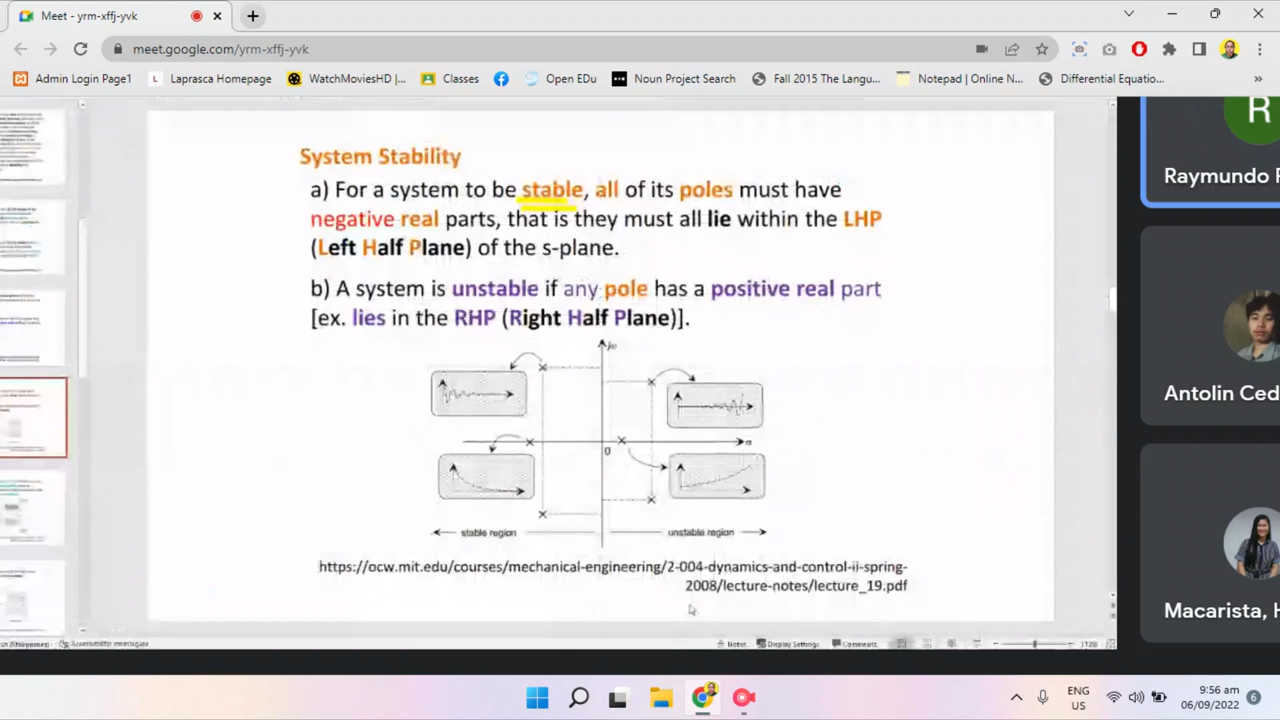 Meet - yrm-xffj-yvk
meet.google.com/yrm-xffj-yvk
Admin Login Page1
L Laprasca Homepage
WatchMoviesHD |...
Classes
Open EDu
Noun Project Search
Fall 2015 The Langu...
Notepad | Online N...
Differential Equatio...
System Stability
a) For a system to be stable, all of its poles must have
negative real parts, that is they must all lie within the LHP
(Left Half Plane) of the s-plane.
b) A system is unstable if any pole has a positive real part
[ex. lies in the RHP (Right Half Plane)].
jω
σ
0
stable region
unstable region
https://ocw.mit.edu/courses/mechanical-engineering/2-004-dynamics-and-control-ii-spring-
2008/lecture-notes/lecture_19.pdf
Notes
Display Settings
Comments
R
Raymundo
Antolin Ced
Macarista, H
ENG
US
9:56 am
06/09/2022
6